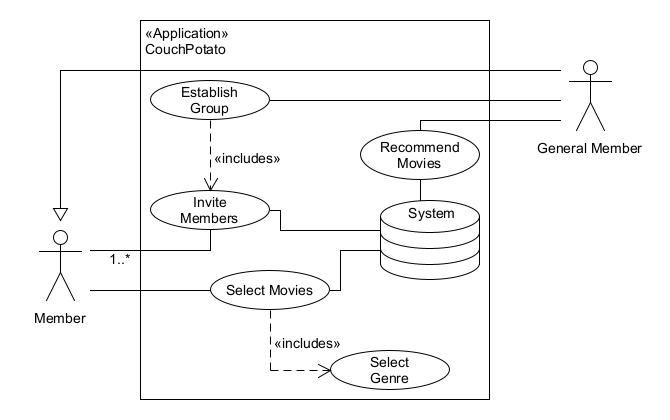 «Application»
CouchPotato
Establish
Group
«includes»
Recommend
Movies
General Member
Invite
Members
System
1..*
Member
Select Movies
«includes»
Select
Genre